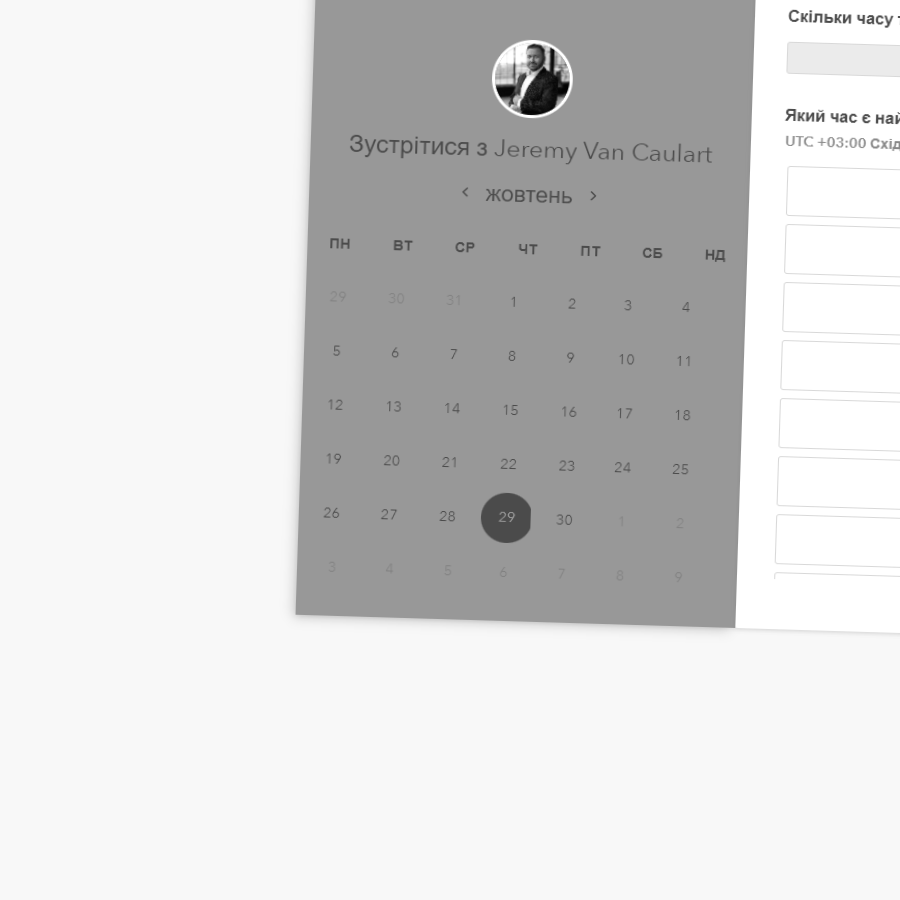 Зустрітися з Jeremy Van Caulart
< жовтень >
ПН ВТ СР ЧТ ПТ СБ НД
29 30 31 1 2 3 4
5 6 7 8 9 10 11
12 13 14 15 16 17 18
19 20 21 22 23 24 25
26 27 28 29 30 1 2
3 4 5 6 7 8 9
Скільки часу
Який час є
UTC +03:00